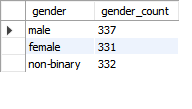 gender gender_count
male 337
female 331
non-binary 332